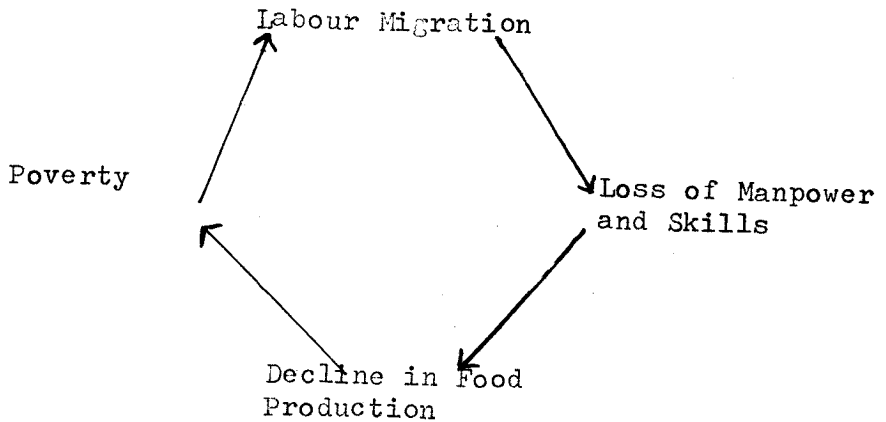 Labour Migration
Poverty
Loss of Manpower
and Skills
Decline in Food
Production